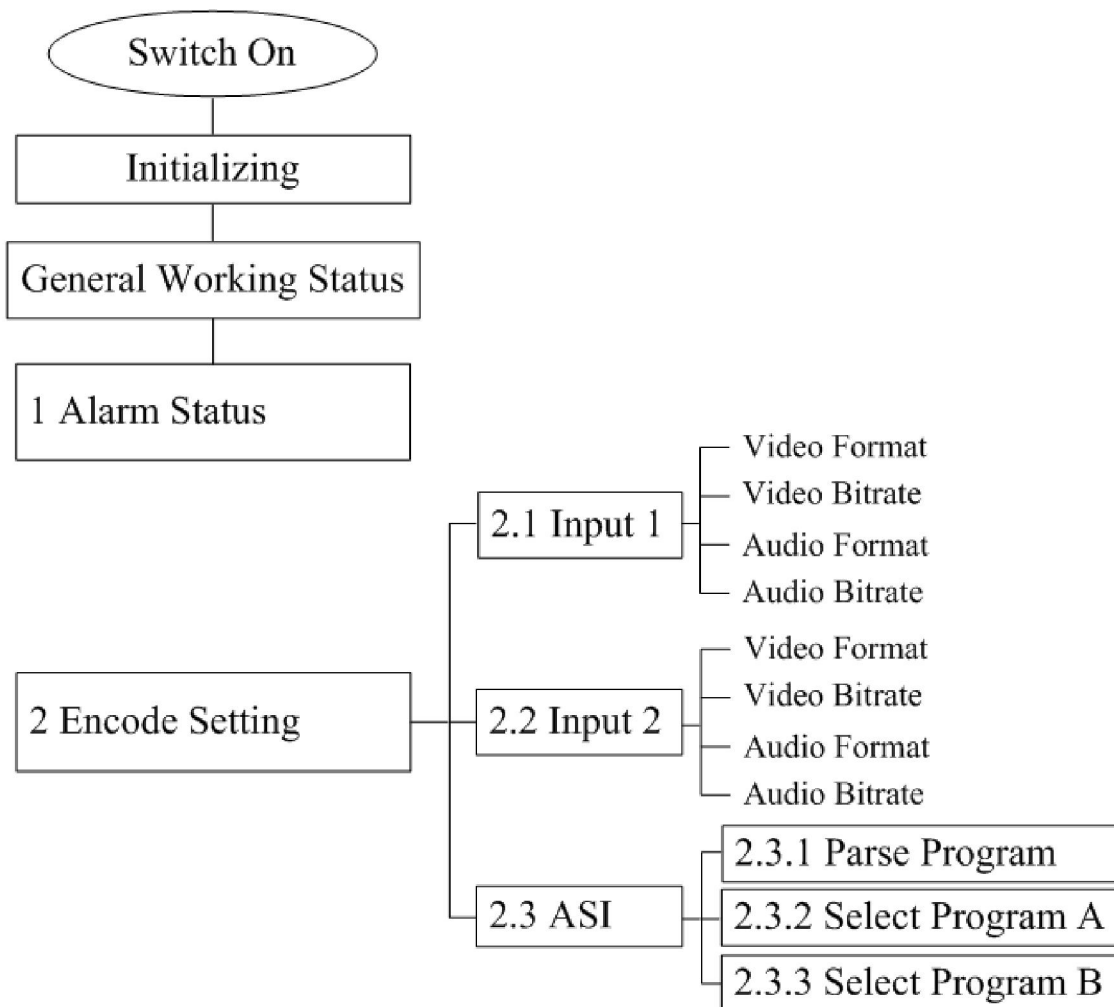 Switch On
Initializing
General Working Status
1 Alarm Status
2 Encode Setting
2.1 Input 1
Video Format
Video Bitrate
Audio Format
Audio Bitrate
2.2 Input 2
Video Format
Video Bitrate
Audio Format
Audio Bitrate
2.3 ASI
2.3.1 Parse Program
2.3.2 Select Program A
2.3.3 Select Program B